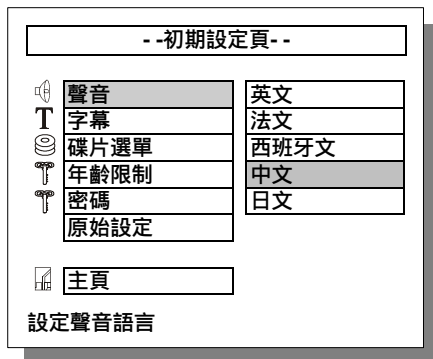 - -初期設定頁- -
聲音
英文
T 字幕
法文
碟片選單
西班牙文
年齡限制
中文
密碼
日文
原始設定
主頁
設定聲音語言